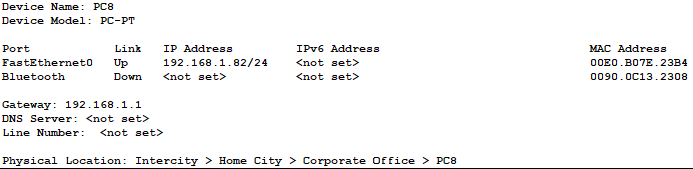 Device Name: PC8
Device Model: PC-PT
Port Link IP Address IPv6 Address MAC Address
FastEthernet0 Up 192.168.1.82/24 <not set> 00E0.B07E.23B4
Bluetooth Down <not set> <not set> 0090.0C13.2308
Gateway: 192.168.1.1
DNS Server: <not set>
Line Number: <not set>
Physical Location: Intercity > Home City > Corporate Office > PC8